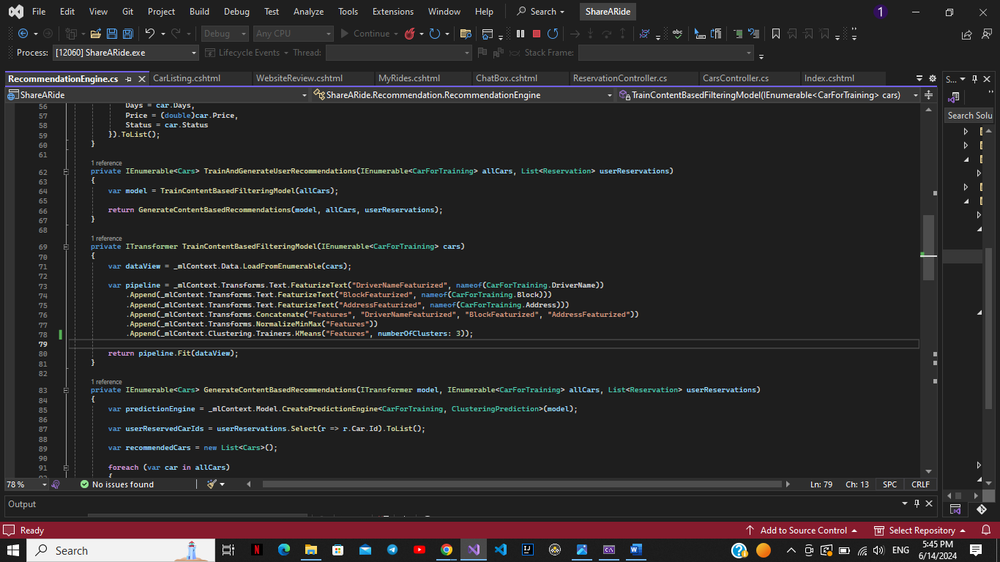 File Edit View Git Project Build Debug Test Analyze Tools Extensions Window Help Search ShareARide 1
Debug Any CPU Continue
Process: [12060] ShareARide.exe Lifecycle Events Thread: Stack Frame:
RecommendationEngine.cs CarListing.cshtml WebsiteReview.cshtml MyRides.cshtml ChatBox.cshtml ReservationController.cs CarsController.cs Index.cshtml S...
ShareARide ShareARide.Recommendation.RecommendationEngine TrainContentBasedFilteringModel(IEnumerable<CarForTraining> cars)
Search Solu
56 Days = car.Days,
57 Price = (double)car.Price,
58 Status = car.Status
59 }).ToList();
60 }
61
1 reference
62 private IEnumerable<Cars> TrainAndGenerateUserRecommendations(IEnumerable<CarForTraining> allCars, List<Reservation> userReservations)
63 {
64 var model = TrainContentBasedFilteringModel(allCars);
65
66 return GenerateContentBasedRecommendations(model, allCars, userReservations);
67 }
68
1 reference
69 private ITransformer TrainContentBasedFilteringModel(IEnumerable<CarForTraining> cars)
70 {
71 var dataView = _mlContext.Data.LoadFromEnumerable(cars);
72
73 var pipeline = _mlContext.Transforms.Text.FeaturizeText("DriverNameFeaturized", nameof(CarForTraining.DriverName))
74 .Append(_mlContext.Transforms.Text.FeaturizeText("BlockFeaturized", nameof(CarForTraining.Block)))
75 .Append(_mlContext.Transforms.Text.FeaturizeText("AddressFeaturized", nameof(CarForTraining.Address)))
76 .Append(_mlContext.Transforms.Concatenate("Features", "DriverNameFeaturized", "BlockFeaturized", "AddressFeaturized"))
77 .Append(_mlContext.Transforms.NormalizeMinMax("Features"))
78 .Append(_mlContext.Clustering.Trainers.KMeans("Features", numberOfClusters: 3));
79
80 return pipeline.Fit(dataView);
81 }
82
1 reference
83 private IEnumerable<Cars> GenerateContentBasedRecommendations(ITransformer model, IEnumerable<CarForTraining> allCars, List<Reservation> userReservations)
84 {
85 var predictionEngine = _mlContext.Model.CreatePredictionEngine<CarForTraining, ClusteringPrediction>(model);
86
87 var userReservedCarIds = userReservations.Select(r => r.Car.Id).ToList();
88
89 var recommendedCars = new List<Cars>();
90
91 foreach (var car in allCars)
{
78 % No issues found Ln: 79 Ch: 13 SPC CRLF
Output
Ready Add to Source Control Select Repository
Search ENG 5:45 PM
6/14/2024